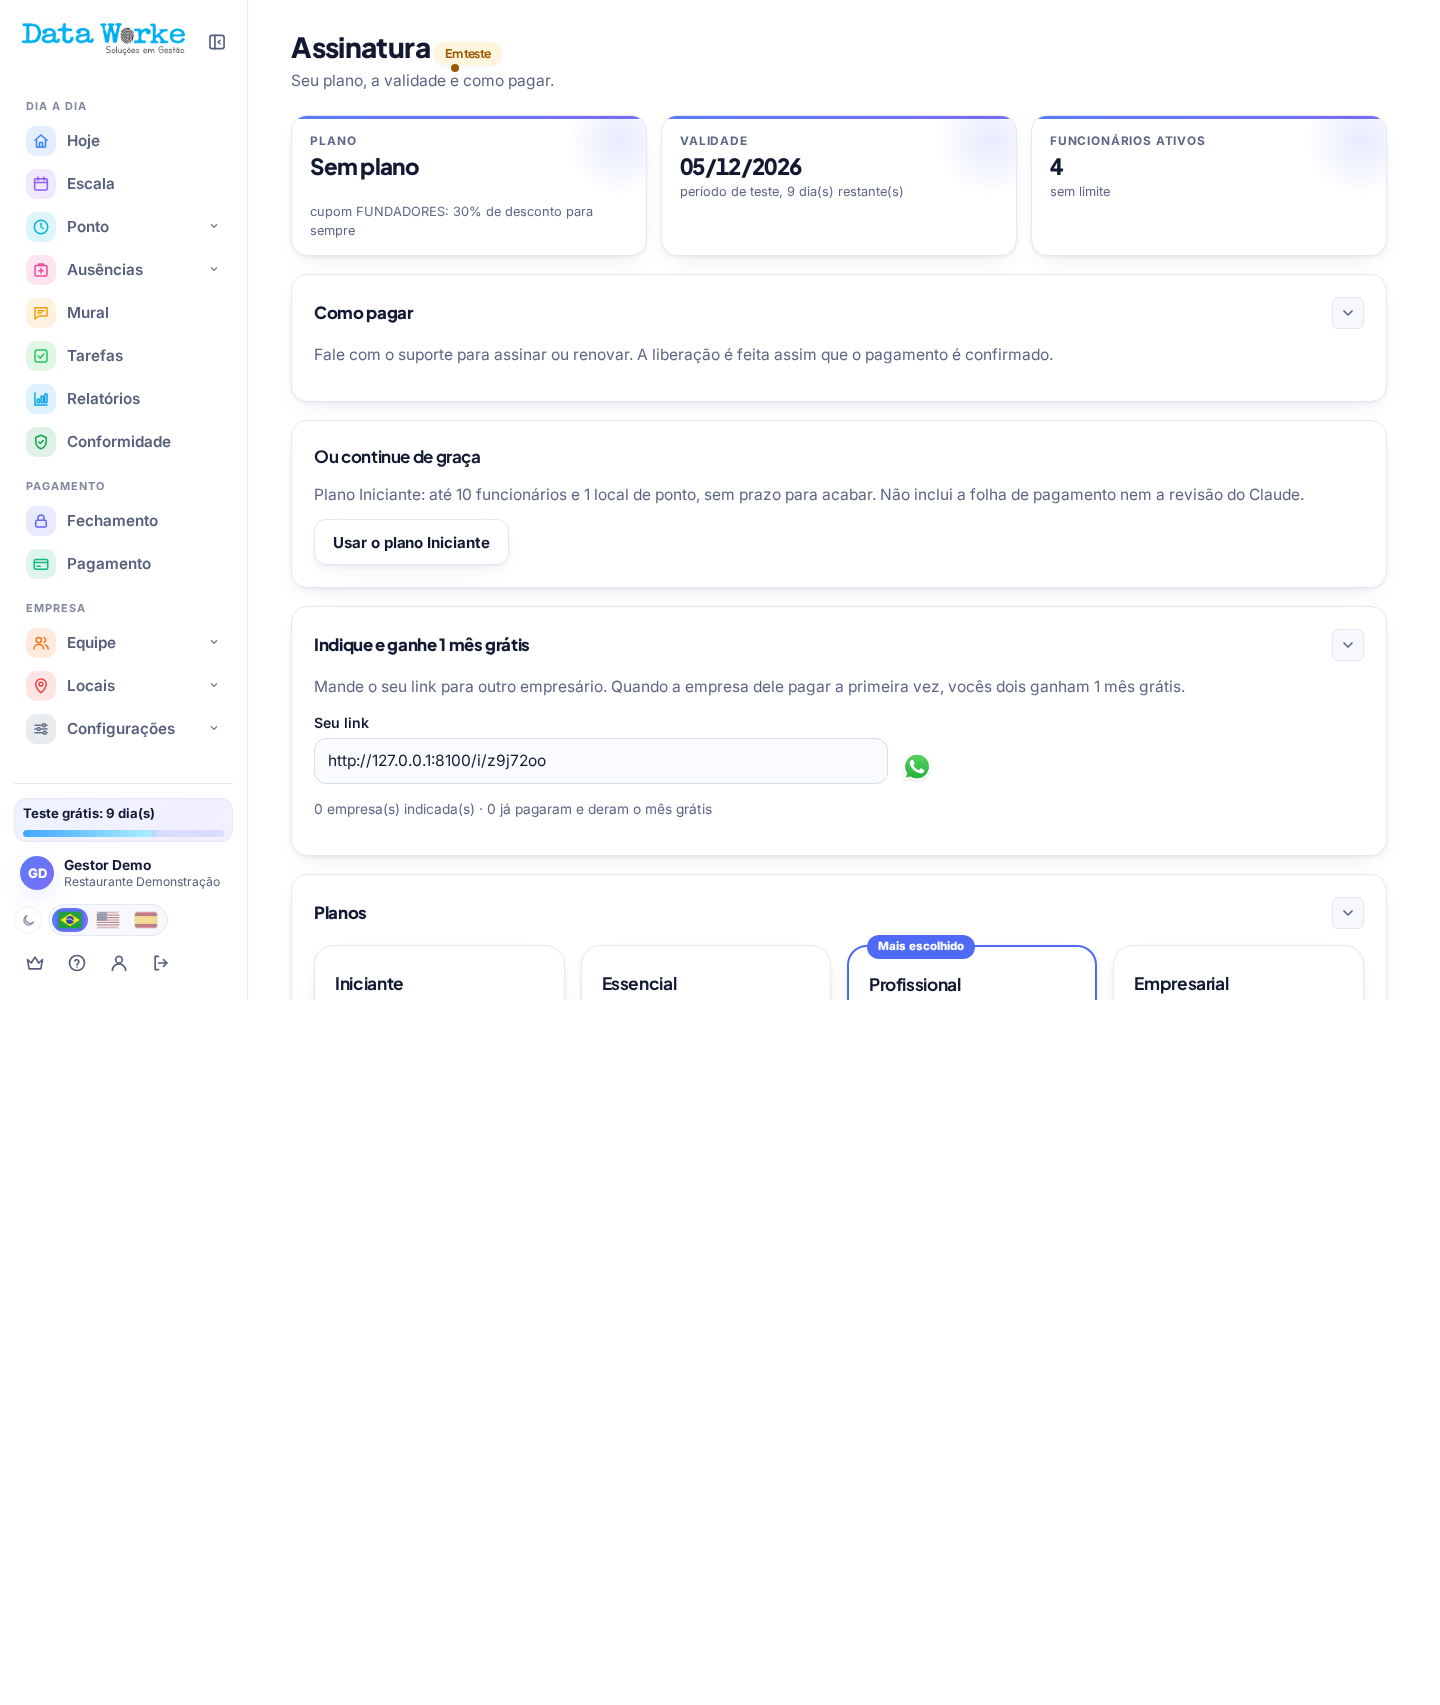 Data Worke
Soluções em Gestão
DIA A DIA
Hoje
Escala
Ponto
Ausências
Mural
Tarefas
Relatórios
Conformidade
PAGAMENTO
Fechamento
Pagamento
EMPRESA
Equipe
Locais
Configurações
Teste grátis: 9 dia(s)
GD
Gestor Demo
Restaurante Demonstração
Assinatura
Em teste
Seu plano, a validade e como pagar.
PLANO
Sem plano
cupom FUNDADORES: 30% de desconto para
sempre
VALIDADE
05/12/2026
período de teste, 9 dia(s) restante(s)
FUNCIONÁRIOS ATIVOS
4
sem limite
Como pagar
Fale com o suporte para assinar ou renovar. A liberação é feita assim que o pagamento é confirmado.
Ou continue de graça
Plano Iniciante: até 10 funcionários e 1 local de ponto, sem prazo para acabar. Não inclui a folha de pagamento nem a revisão do Claude.
Usar o plano Iniciante
Indique e ganhe 1 mês grátis
Mande o seu link para outro empresário. Quando a empresa dele pagar a primeira vez, vocês dois ganham 1 mês grátis.
Seu link
http://127.0.0.1:8100/i/z9j72oo
0 empresa(s) indicada(s) · 0 já pagaram e deram o mês grátis
Planos
Iniciante
Essencial
Mais escolhido
Profissional
Empresarial